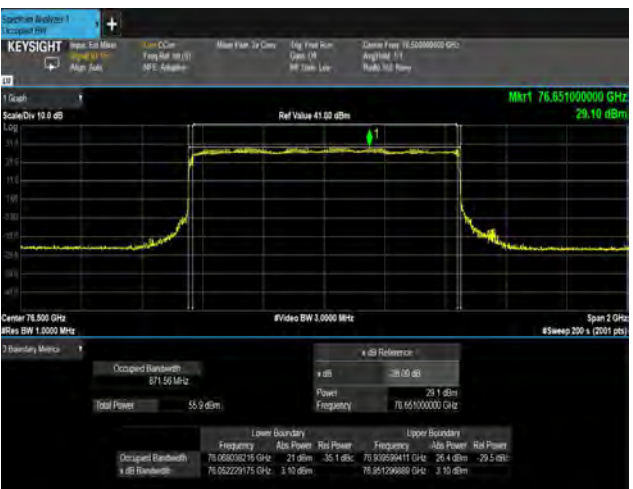 Spectrum Analyzer 1
Occupied BW
+
KEYSIGHT
Input: Ext Mixer
Align: Auto
Freq Ref: Int (S)
NFE: Adaptive
Trig: Free Run
Gate: Off
Center Freq: 76.500000000 GHz
Avg|Hold: 1/1
Radio Std: None
1 Graph
Mkr1 76.651000000 GHz
Scale/Div 10.0 dB
Ref Value 41.00 dBm
29.10 dBm
Log
1
Center 76.500 GHz
#Video BW 3.0000 MHz
Span 2 GHz
#Res BW 1.0000 MHz
#Sweep 200 s (2001 pts)
Metrics
x dB Reference
Occupied Bandwidth
871.56 MHz
x dB
Power
29.1 dBm
Total Power
55.9 dBm
Frequency
76.651000000 GHz
Lower Boundary
Upper Boundary
Frequency
Abs Power
Rel Power
Frequency
Abs Power
Rel Power
Occupied Bandwidth
76.068038216 GHz
21 dBm
-35.1 dBc
76.939599411 GHz
26.4 dBm
-29.5 dBc
x dB Bandwidth
76.052229175 GHz
3.10 dBm
76.951296889 GHz
3.10 dBm